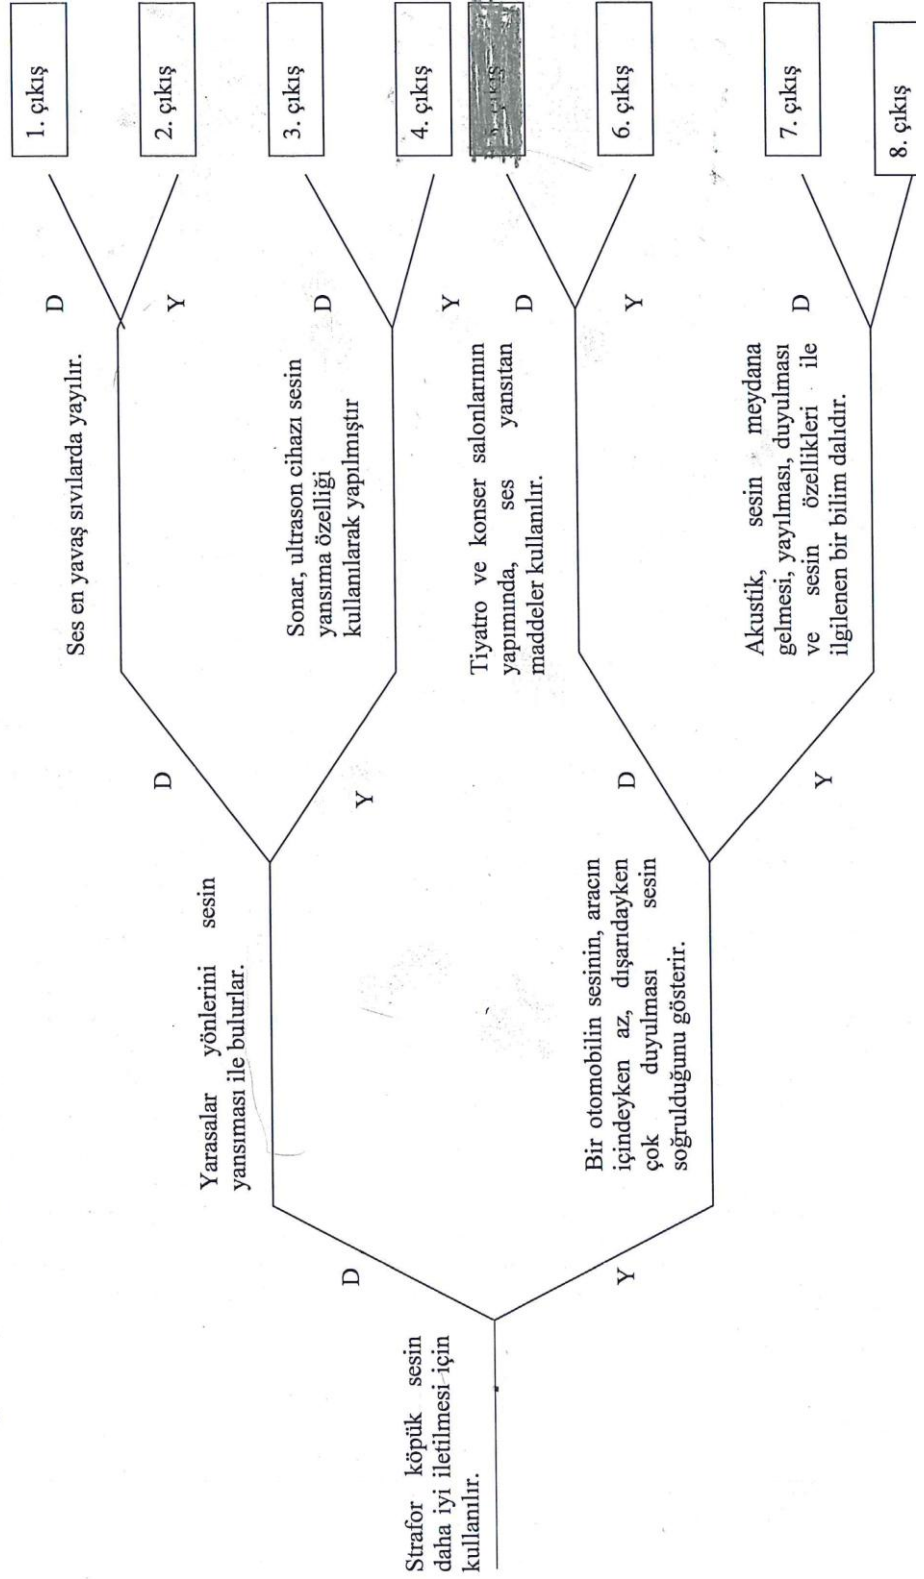 Strafor köpük sesin
daha iyi iletilmesi için
kullanılır.
D
Y
Yarasalar yönlerini sesin
yansıması ile bulurlar.
D
Y
Bir otomobilin sesinin, aracın
içindeyken az, dışarıdayken
çok duyulması sesin
soğrulduğunu gösterir.
D
Y
Ses en yavaş sıvılarda yayılır.
D
Y
Sonar, ultrason cihazı sesin
yansıma özelliği
kullanılarak yapılmıştır
D
Y
Tiyatro ve konser salonlarının
yapımında, ses yansıtan
maddeler kullanılır.
D
Y
Akustik, sesin meydana
gelmesi, yayılması, duyulması
ve sesin özellikleri ile
ilgilenen bir bilim dalıdır.
D
1. çıkış
2. çıkış
3. çıkış
4. çıkış
çıkış
6. çıkış
7. çıkış
8. çıkış